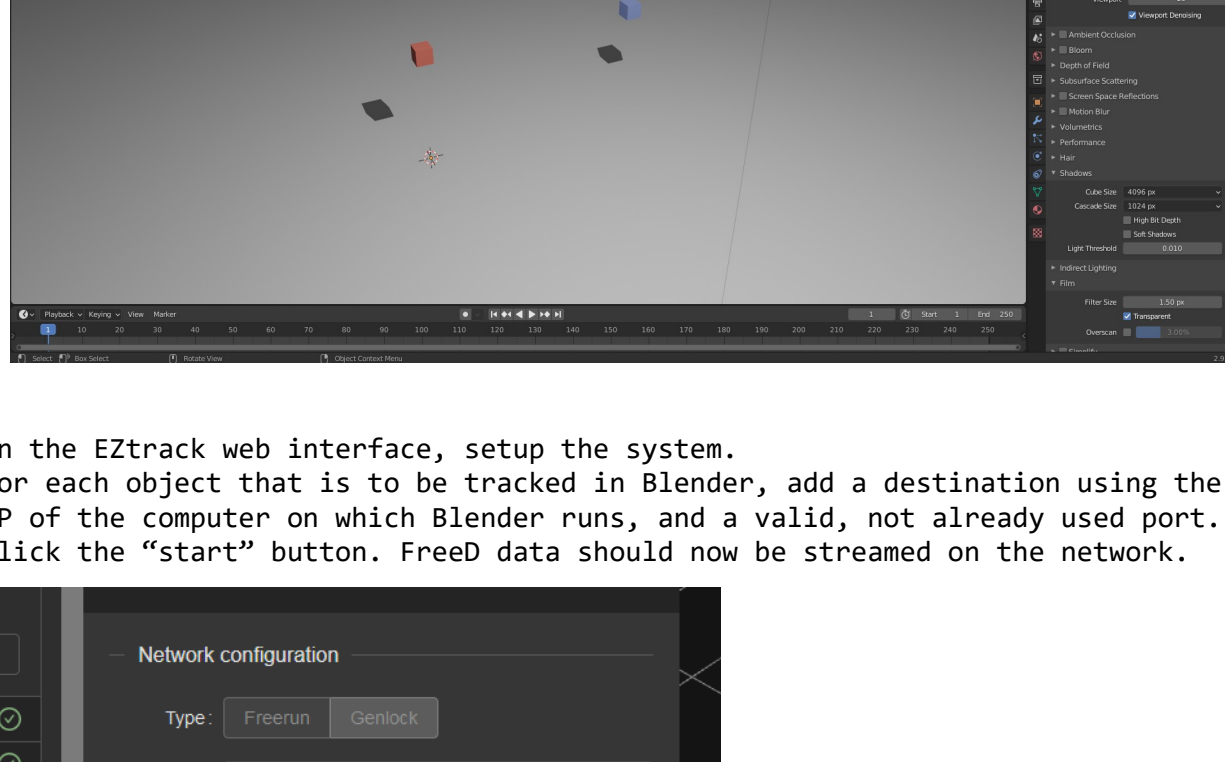 Viewport
Viewport Denoising
Ambient Occlusion
Bloom
Depth of Field
Subsurface Scattering
Screen Space Reflections
Motion Blur
Volumetrics
Performance
Hair
Shadows
Cube Size 4096 px
Cascade Size 1024 px
High Bit Depth
Soft Shadows
Light Threshold 0.010
Indirect Lighting
Film
Filter Size 1.50 px
Transparent
Overscan 3.00%
Playback Keying View Marker 1 Start 1 End 250
1 10 20 30 40 50 60 70 80 90 100 110 120 130 140 150 160 170 180 190 200 210 220 230 240 250
Select Box Select Rotate View Object Context Menu 2.9
n the EZtrack web interface, setup the system.
or each object that is to be tracked in Blender, add a destination using the
P of the computer on which Blender runs, and a valid, not already used port.
lick the “start” button. FreeD data should now be streamed on the network.
Network configuration
Type: Freerun Genlock